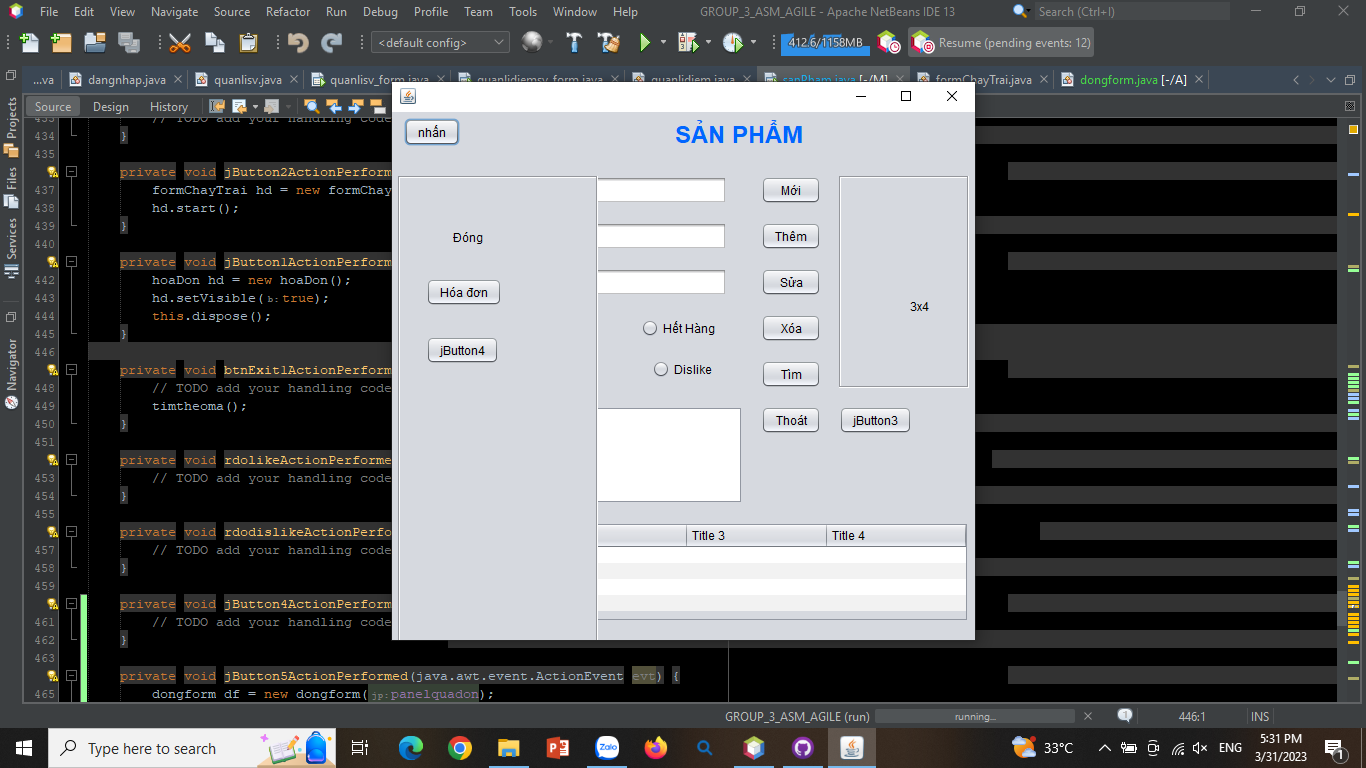 File Edit View Navigate Source Refactor Run Debug Profile Team Tools Window Help GROUP_3_ASM_AGILE - Apache NetBeans IDE 13 Search (Ctrl+I)
<default config> 412.6/1158MB Resume (pending events: 12)
...va dangnhap.java quanlisv.java quanlisv_form.java quanlidiemsv_form.java quanlidiem.java sanPham.java [-/M] formChayTrai.java dongform.java [-/A]
Source Design History
Projects
Files
Services
Navigator
nhấn
SẢN PHẨM
Mới
Đóng
Thêm
Hóa đơn
Sửa
3x4
Hết Hàng
Xóa
jButton4
Dislike
Tìm
Thoát
jButton3
Title 3 Title 4
433 // TODO add your handling code
434 }
435
private void jButton2ActionPerform
437 formChayTrai hd = new formChay
438 hd.start();
439 }
440
private void jButton1ActionPerform
442 hoaDon hd = new hoaDon();
443 hd.setVisible(b:true);
444 this.dispose();
445 }
446
private void btnExit1ActionPerform
448 // TODO add your handling code
449 timtheoma();
450 }
451
private void rdolikeActionPerforme
453 // TODO add your handling code
454 }
455
private void rdodislikeActionPerfo
457 // TODO add your handling code
458 }
459
private void jButton4ActionPerform
461 // TODO add your handling code
462 }
463
private void jButton5ActionPerformed(java.awt.event.ActionEvent evt) {
465 dongform df = new dongform(jp:panelquadon);
GROUP_3_ASM_AGILE (run) running... 446:1 INS
Type here to search Zalo 33°C ENG 5:31 PM
3/31/2023
1